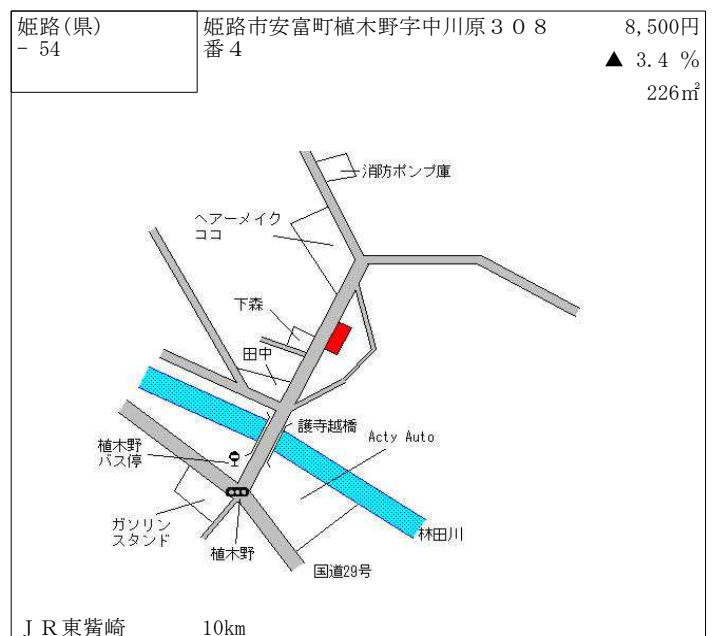 姫路(県)
- 54
姫路市安富町植木野字中川原３０８
番４
8,500円
▲ 3.4 %
226㎡
消防ポンプ庫
ヘアーメイク
ココ
下森
田中
護寺越橋
Acty Auto
植木野
バス停
ガソリン
スタンド
植木野
林田川
国道29号
ＪＲ東觜崎 10km